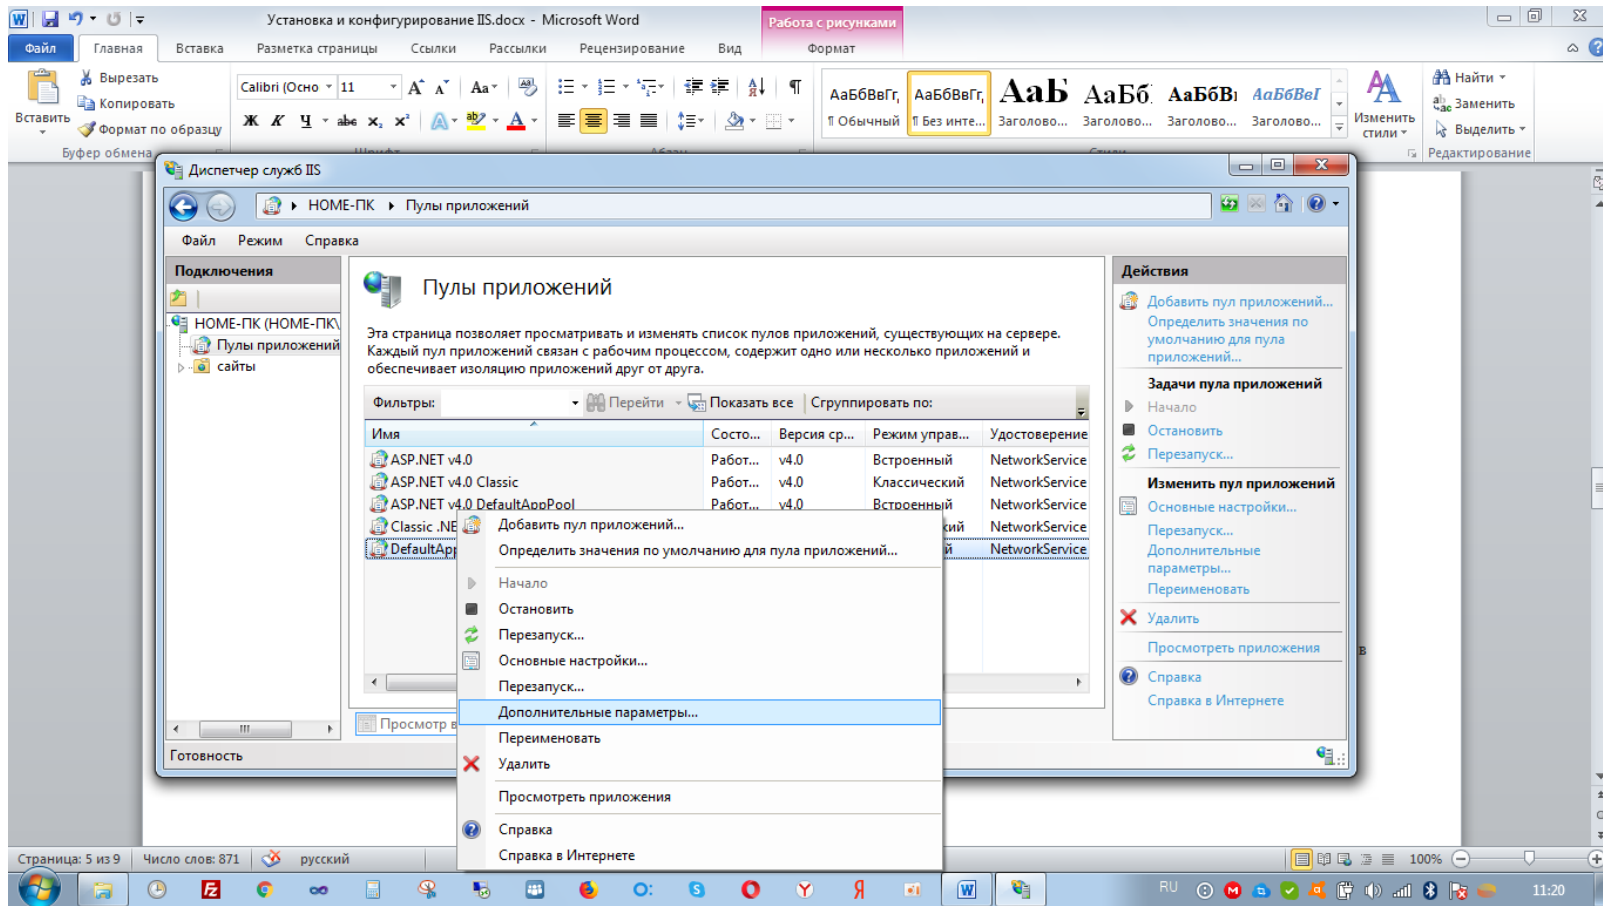 Установка и конфигурирование IIS.docx - Microsoft Word
Работа с рисунками
Файл Главная Вставка Разметка страницы Ссылки Рассылки Рецензирование Вид Формат
Вставить
Вырезать
Копировать
Формат по образцу
Буфер обмена
Calibri (Осно 11
Ж К Ч abe x₂ x²
Aa
АаБбВвГг, АаБбВвГг, АаБ АаБб АаБбВ АаБбВвГ
¶ Обычный ¶ Без инте... Заголово... Заголово... Заголово... Заголово...
Изменить стили
Найти
Заменить
Выделить
Редактирование
Диспетчер служб IIS
HOME-ПК Пулы приложений
Файл Режим Справка
Подключения
HOME-ПК (HOME-ПК\
Пулы приложений
сайты
Пулы приложений
Эта страница позволяет просматривать и изменять список пулов приложений, существующих на сервере.
Каждый пул приложений связан с рабочим процессом, содержит одно или несколько приложений и
обеспечивает изоляцию приложений друг от друга.
Фильтры: Перейти Показать все Сгруппировать по:
Имя Состо... Версия ср... Режим управ... Удостоверение
ASP.NET v4.0 Работ... v4.0 Встроенный NetworkService
ASP.NET v4.0 Classic Работ... v4.0 Классический NetworkService
ASP.NET v4.0 DefaultAppPool Работ... v4.0 Встроенный NetworkService
Classic .NE NetworkService
DefaultApp NetworkService
Добавить пул приложений...
Определить значения по умолчанию для пула приложений...
Начало
Остановить
Перезапуск...
Основные настройки...
Перезапуск...
Дополнительные параметры...
Переименовать
Удалить
Просмотреть приложения
Справка
Справка в Интернете
Просмотр в
Готовность
Действия
Добавить пул приложений...
Определить значения по
умолчанию для пула
приложений...
Задачи пула приложений
Начало
Остановить
Перезапуск...
Изменить пул приложений
Основные настройки...
Перезапуск...
Дополнительные
параметры...
Переименовать
Удалить
Просмотреть приложения
Справка
Справка в Интернете
в
Страница: 5 из 9 Число слов: 871 русский 100%
RU 11:20